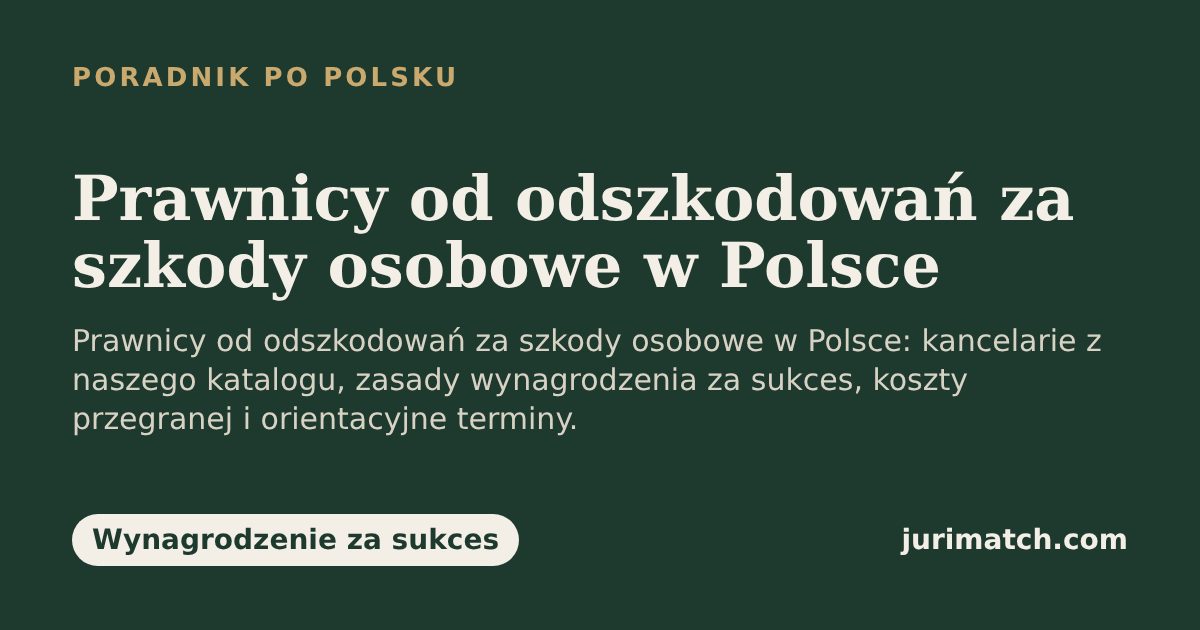 PORADNIK PO POLSKU
Prawnicy od odszkodowań za
szkody osobowe w Polsce
Prawnicy od odszkodowań za szkody osobowe w Polsce: kancelarie z
naszego katalogu, zasady wynagrodzenia za sukces, koszty
przegranej i orientacyjne terminy.
Wynagrodzenie za sukces
jurimatch.com